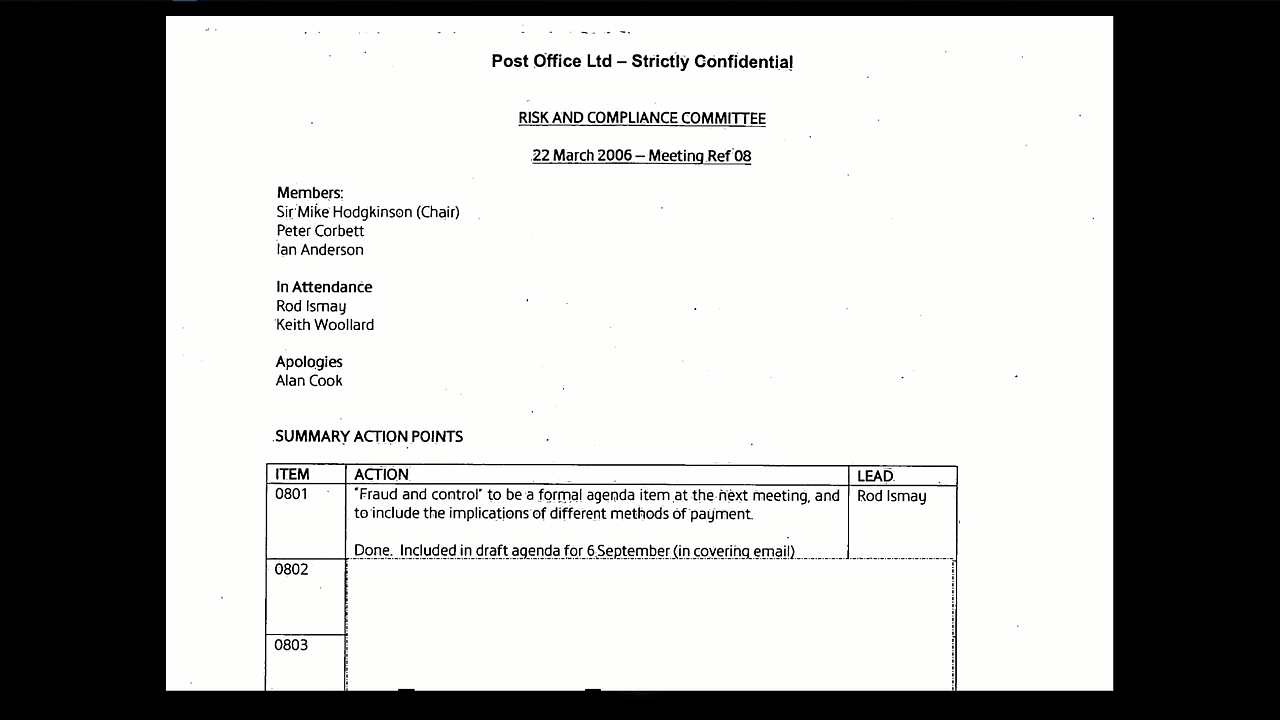 Post Office Ltd – Strictly Confidential
RISK AND COMPLIANCE COMMITTEE
22 March 2006 – Meeting Ref 08
Members:
Sir Mike Hodgkinson (Chair)
Peter Corbett
Ian Anderson
In Attendance
Rod Ismay
Keith Woollard
Apologies
Alan Cook
SUMMARY ACTION POINTS
ITEM ACTION LEAD
0801 "Fraud and control" to be a formal agenda item at the next meeting, and Rod Ismay
to include the implications of different methods of payment.
Done. Included in draft agenda for 6 September (in covering email)
0802
0803